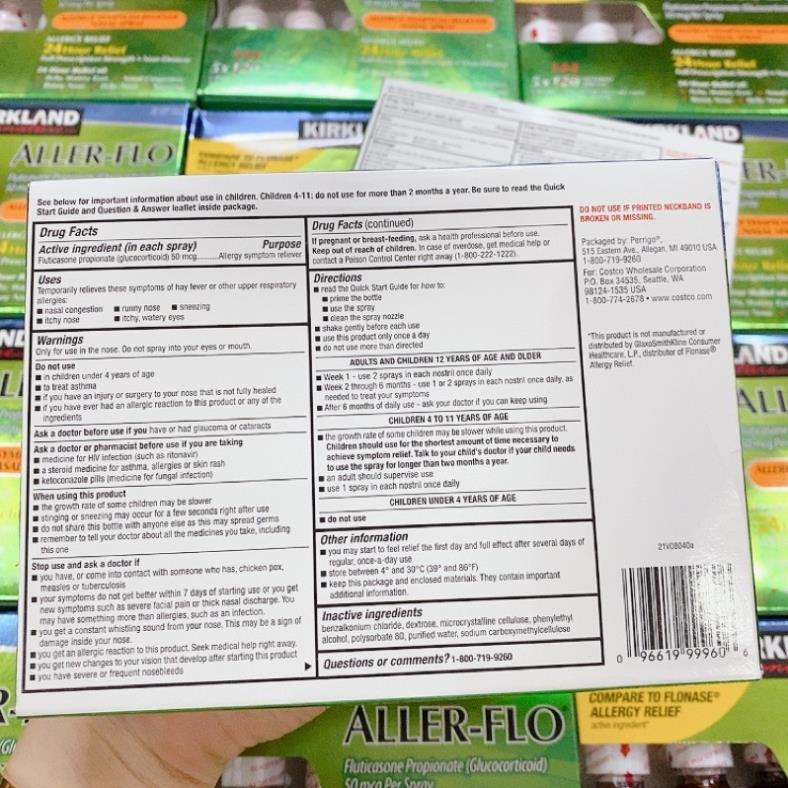 24 Hour Relief
24 Hour Relief
24 Hour Relief
KIRKLAND
ALLER-FLO
KIRKLAND
COMPARE TO FLONASE
See below for important information about use in children. Children 4-11: do not use for more than 2 months a year. Be sure to read the Quick
Start Guide and Question & Answer leaflet inside package.
Drug Facts
Active ingredient (in each spray) Purpose
Fluticasone propionate (glucocorticoid) 50 mcg..........Allergy symptom reliever
Uses
Temporarily relieves these symptoms of hay fever or other upper respiratory
allergies:
■ nasal congestion ■ runny nose ■ sneezing
■ itchy nose ■ itchy, watery eyes
Warnings
Only for use in the nose. Do not spray into your eyes or mouth.
Do not use
■ in children under 4 years of age
■ to treat asthma
■ if you have an injury or surgery to your nose that is not fully healed
■ if you have ever had an allergic reaction to this product or any of the
ingredients
Ask a doctor before use if you have or had glaucoma or cataracts
Ask a doctor or pharmacist before use if you are taking
■ medicine for HIV infection (such as ritonavir)
■ a steroid medicine for asthma, allergies or skin rash
■ ketoconazole pills (medicine for fungal infection)
When using this product
■ the growth rate of some children may be slower
■ stinging or sneezing may occur for a few seconds right after use
■ do not share this bottle with anyone else as this may spread germs
■ remember to tell your doctor about all the medicines you take, including
this one
Stop use and ask a doctor if
■ you have, or come into contact with someone who has, chicken pox,
measles or tuberculosis
■ your symptoms do not get better within 7 days of starting use or you get
new symptoms such as severe facial pain or thick nasal discharge. You
may have something more than allergies, such as an infection.
■ you get a constant whistling sound from your nose. This may be a sign of
damage inside your nose.
■ you get an allergic reaction to this product. Seek medical help right away.
■ you get new changes to your vision that develop after starting this product
■ you have severe or frequent nosebleeds
Drug Facts (continued)
If pregnant or breast-feeding, ask a health professional before use.
Keep out of reach of children. In case of overdose, get medical help or
contact a Poison Control Center right away (1-800-222-1222).
Directions
■ read the Quick Start Guide for how to:
■ prime the bottle
■ use the spray
■ clean the spray nozzle
■ shake gently before each use
■ use this product only once a day
■ do not use more than directed
ADULTS AND CHILDREN 12 YEARS OF AGE AND OLDER
■ Week 1 - use 2 sprays in each nostril once daily
■ Week 2 through 6 months - use 1 or 2 sprays in each nostril once daily, as
needed to treat your symptoms
■ After 6 months of daily use - ask your doctor if you can keep using
CHILDREN 4 TO 11 YEARS OF AGE
■ the growth rate of some children may be slower while using this product.
Children should use for the shortest amount of time necessary to
achieve symptom relief. Talk to your child's doctor if your child needs
to use the spray for longer than two months a year.
■ an adult should supervise use
■ use 1 spray in each nostril once daily
CHILDREN UNDER 4 YEARS OF AGE
■ do not use
Other information
■ you may start to feel relief the first day and full effect after several days of
regular, once-a-day use
■ store between 4° and 30°C (39° and 86°F)
■ keep this package and enclosed materials. They contain important
additional information.
Inactive ingredients
benzalkonium chloride, dextrose, microcrystalline cellulose, phenylethyl
alcohol, polysorbate 80, purified water, sodium carboxymethylcellulose
Questions or comments? 1-800-719-9260
DO NOT USE IF PRINTED NECKBAND IS
BROKEN OR MISSING.
Packaged by: Perrigo®,
515 Eastern Ave., Allegan, MI 49010 USA
1-800-719-9260
For: Costco Wholesale Corporation
P.O. Box 34535, Seattle, WA
98124-1535 USA
1-800-774-2678 • www.costco.com
*This product is not manufactured or
distributed by GlaxoSmithKline Consumer
Healthcare, L.P., distributor of Flonase®
Allergy Relief.
21V08040a
0 96619 99960 6
COMPARE TO FLONASE®
ALLERGY RELIEF
active ingredient*
ALLER-FLO
Fluticasone Propionate (Glucocorticoid)
50 mcg Per Spray